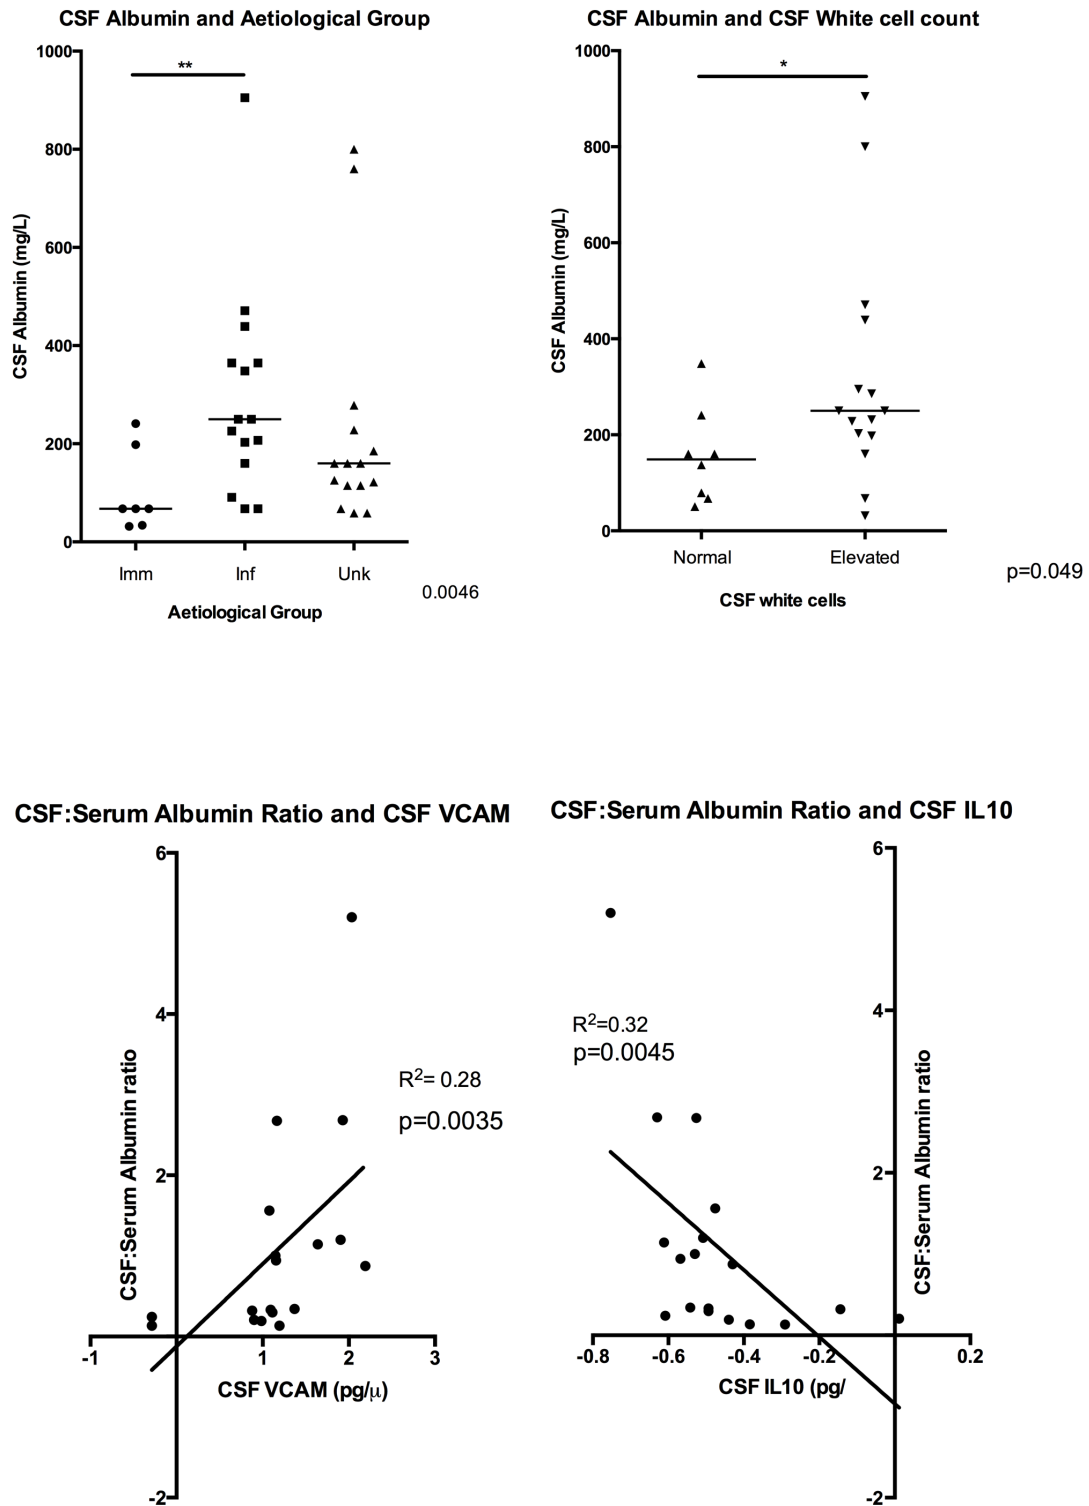 CSF Albumin and Aetiological Group
**
1000
800
600
400
200
0
CSF Albumin (mg/L)
Imm Inf Unk
0.0046
Aetiological Group
CSF Albumin and CSF White cell count
*
1000
800
600
400
200
0
CSF Albumin (mg/L)
Normal Elevated
p=0.049
CSF white cells
CSF:Serum Albumin Ratio and CSF VCAM
6
4
2
-2
CSF:Serum Albumin ratio
R²= 0.28
p=0.0035
-1 1 2 3
CSF VCAM (pg/μ)
CSF:Serum Albumin Ratio and CSF IL10
6
4
2
-2
R²=0.32
p=0.0045
CSF:Serum Albumin ratio
-0.8 -0.6 -0.4 -0.2 0.2
CSF IL10 (pg/